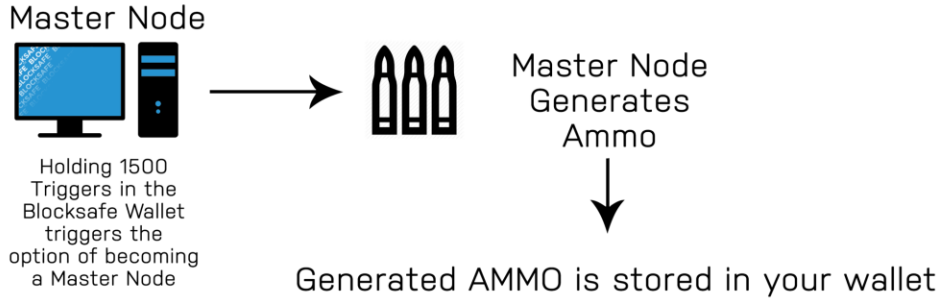 Master Node
BLOCKSAFE
Holding 1500
Triggers in the
Blocksafe Wallet
triggers the
option of becoming
a Master Node
Master Node
Generates
Ammo
Generated AMMO is stored in your wallet